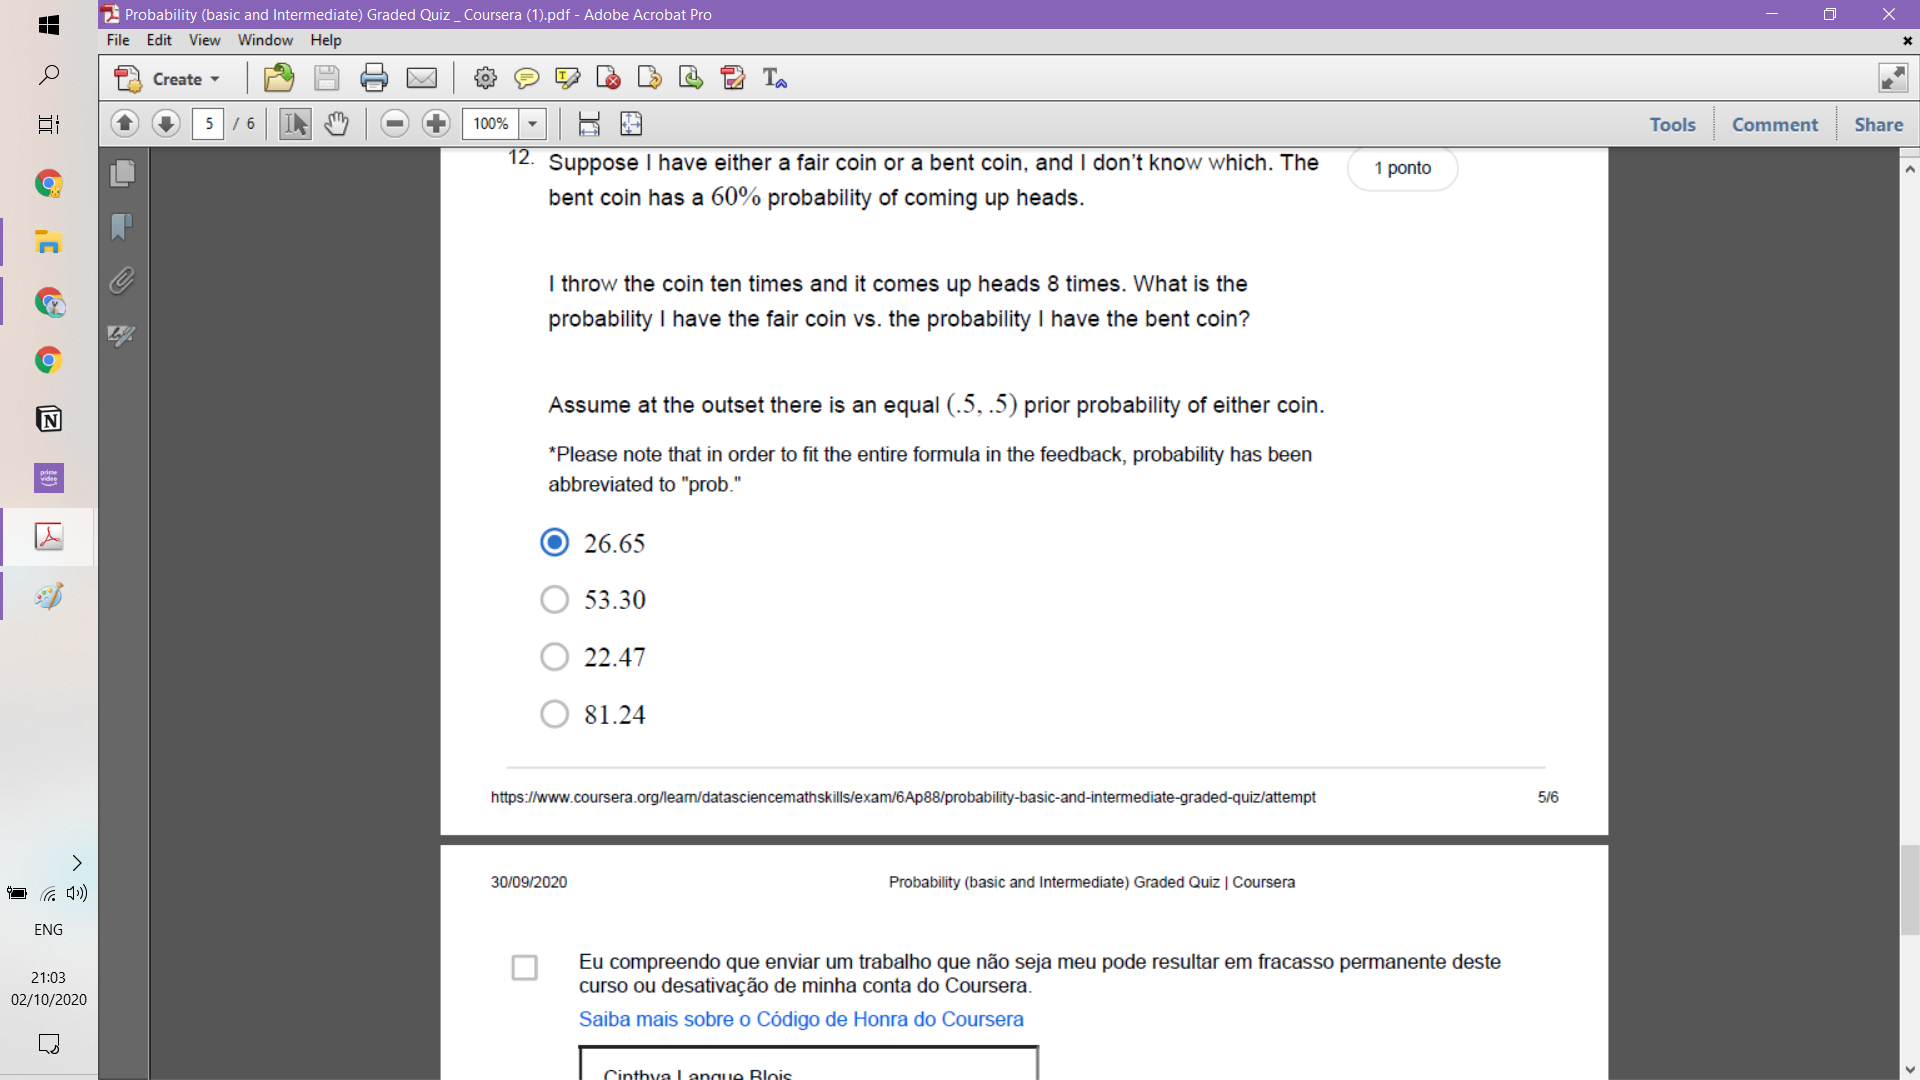 Probability (basic and Intermediate) Graded Quiz _ Coursera (1).pdf - Adobe Acrobat Pro
File Edit View Window Help
Create
5 / 6 100% Tools Comment Share
12. Suppose I have either a fair coin or a bent coin, and I don't know which. The
bent coin has a 60% probability of coming up heads.
1 ponto
I throw the coin ten times and it comes up heads 8 times. What is the
probability I have the fair coin vs. the probability I have the bent coin?
Assume at the outset there is an equal (.5, .5) prior probability of either coin.
*Please note that in order to fit the entire formula in the feedback, probability has been
abbreviated to "prob."
26.65
53.30
22.47
81.24
https://www.coursera.org/learn/datasciencemathskills/exam/6Ap88/probability-basic-and-intermediate-graded-quiz/attempt 5/6
30/09/2020 Probability (basic and Intermediate) Graded Quiz | Coursera
Eu compreendo que enviar um trabalho que não seja meu pode resultar em fracasso permanente deste
curso ou desativação de minha conta do Coursera.
Saiba mais sobre o Código de Honra do Coursera
Cinthya Lanque Blois
prime
video
ENG
21:03
02/10/2020